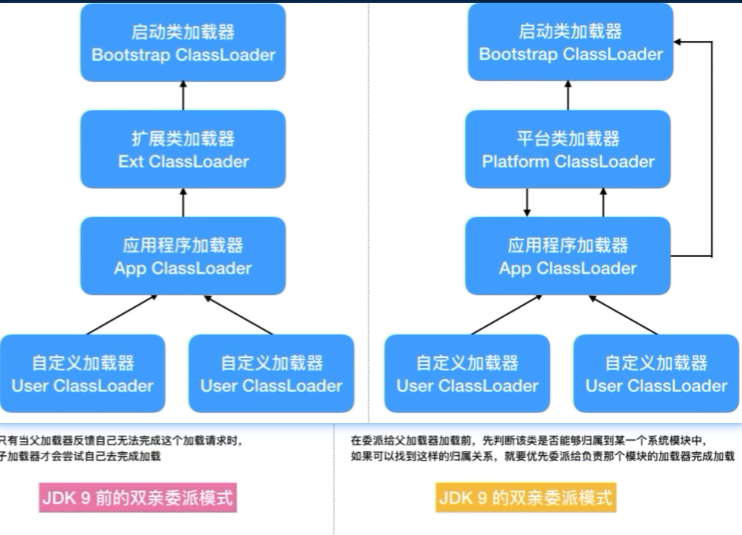 启动类加载器
Bootstrap ClassLoader
扩展类加载器
Ext ClassLoader
应用程序加载器
App ClassLoader
自定义加载器
User ClassLoader
自定义加载器
User ClassLoader
只有当父加载器反馈自己无法完成这个加载请求时,
子加载器才会尝试自己去完成加载
JDK 9 前的双亲委派模式
启动类加载器
Bootstrap ClassLoader
平台类加载器
Platform ClassLoader
应用程序加载器
App ClassLoader
自定义加载器
User ClassLoader
自定义加载器
User ClassLoader
在委派给父加载器加载前，先判断该类是否能够归属到某一个系统模块中,
如果可以找到这样的归属关系，就要优先委派给负责那个模块的加载器完成加载
JDK 9 的双亲委派模式